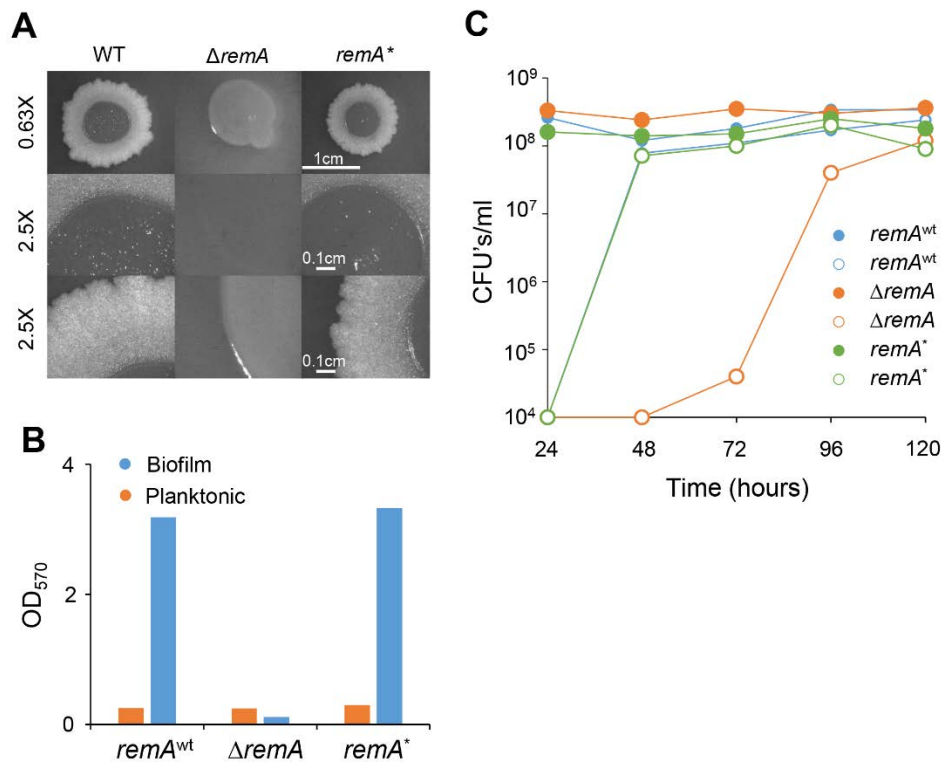 A
WT ΔremA remA*
0.63X
1cm
2.5X
0.1cm
2.5X
0.1cm
B
Biofilm
Planktonic
4
2
0
OD570
remAwt ΔremA remA*
C
10⁹
10⁸
10⁷
10⁶
10⁵
10⁴
CFU's/ml
remAwt
remAwt
ΔremA
ΔremA
remA*
remA*
24 48 72 96 120
Time (hours)